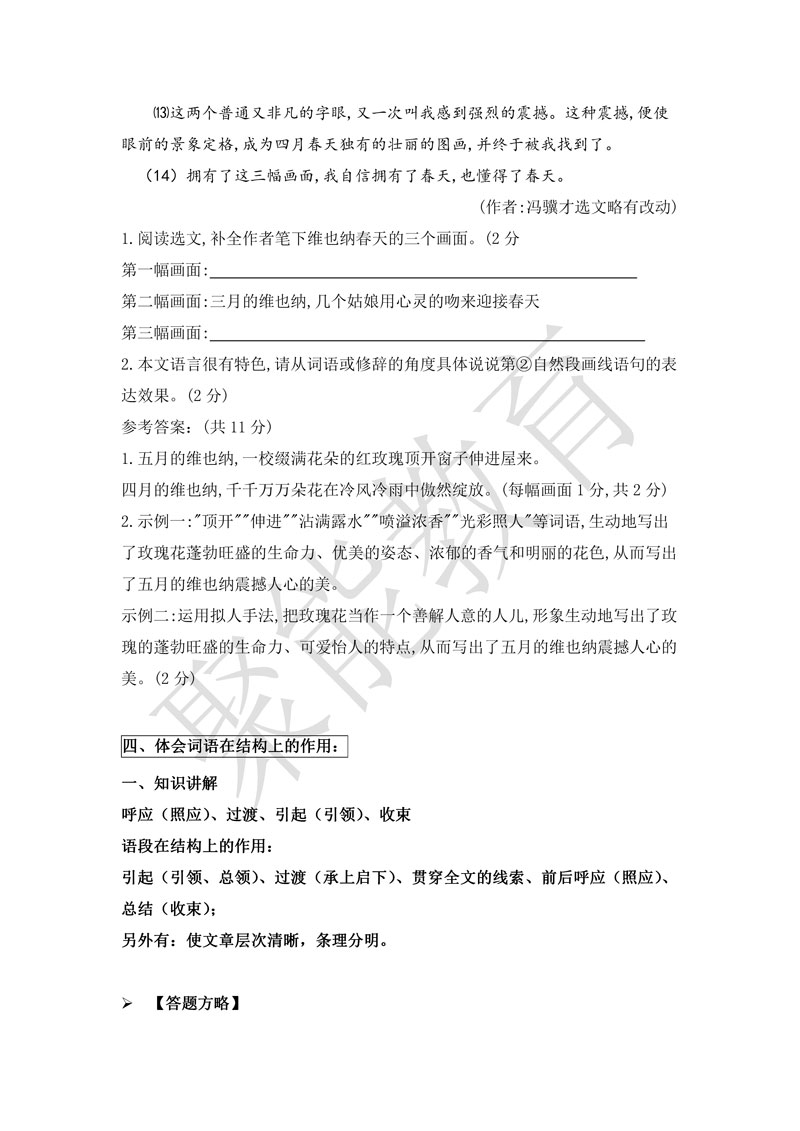 ⒀这两个普通又非凡的字眼,又一次叫我感到强烈的震撼。这种震撼,便使
眼前的景象定格,成为四月春天独有的壮丽的图画,并终于被我找到了。
（14）拥有了这三幅画面,我自信拥有了春天,也懂得了春天。
(作者:冯骥才选文略有改动)
1.阅读选文,补全作者笔下维也纳春天的三个画面。(2 分
第一幅画面:
第二幅画面:三月的维也纳,几个姑娘用心灵的吻来迎接春天
第三幅画面:
2.本文语言很有特色,请从词语或修辞的角度具体说说第②自然段画线语句的表
达效果。(2 分)
参考答案：(共 11 分)
1.五月的维也纳,一校缀满花朵的红玫瑰顶开窗子伸进屋来。
四月的维也纳,千千万万朵花在冷风冷雨中傲然绽放。(每幅画面 1 分,共 2 分)
2.示例一:"顶开""伸进""沾满露水""喷溢浓香""光彩照人"等词语,生动地写出
了玫瑰花蓬勃旺盛的生命力、优美的姿态、浓郁的香气和明丽的花色,从而写出
了五月的维也纳震撼人心的美。
示例二:运用拟人手法,把玫瑰花当作一个善解人意的人儿,形象生动地写出了玫
瑰的蓬勃旺盛的生命力、可爱怡人的特点,从而写出了五月的维也纳震撼人心的
美。(2 分)
四、体会词语在结构上的作用：
一、知识讲解
呼应（照应）、过渡、引起（引领）、收束
语段在结构上的作用：
引起（引领、总领）、过渡（承上启下）、贯穿全文的线索、前后呼应（照应）、
总结（收束）；
另外有：使文章层次清晰，条理分明。
➢ 【答题方略】
聚能教育